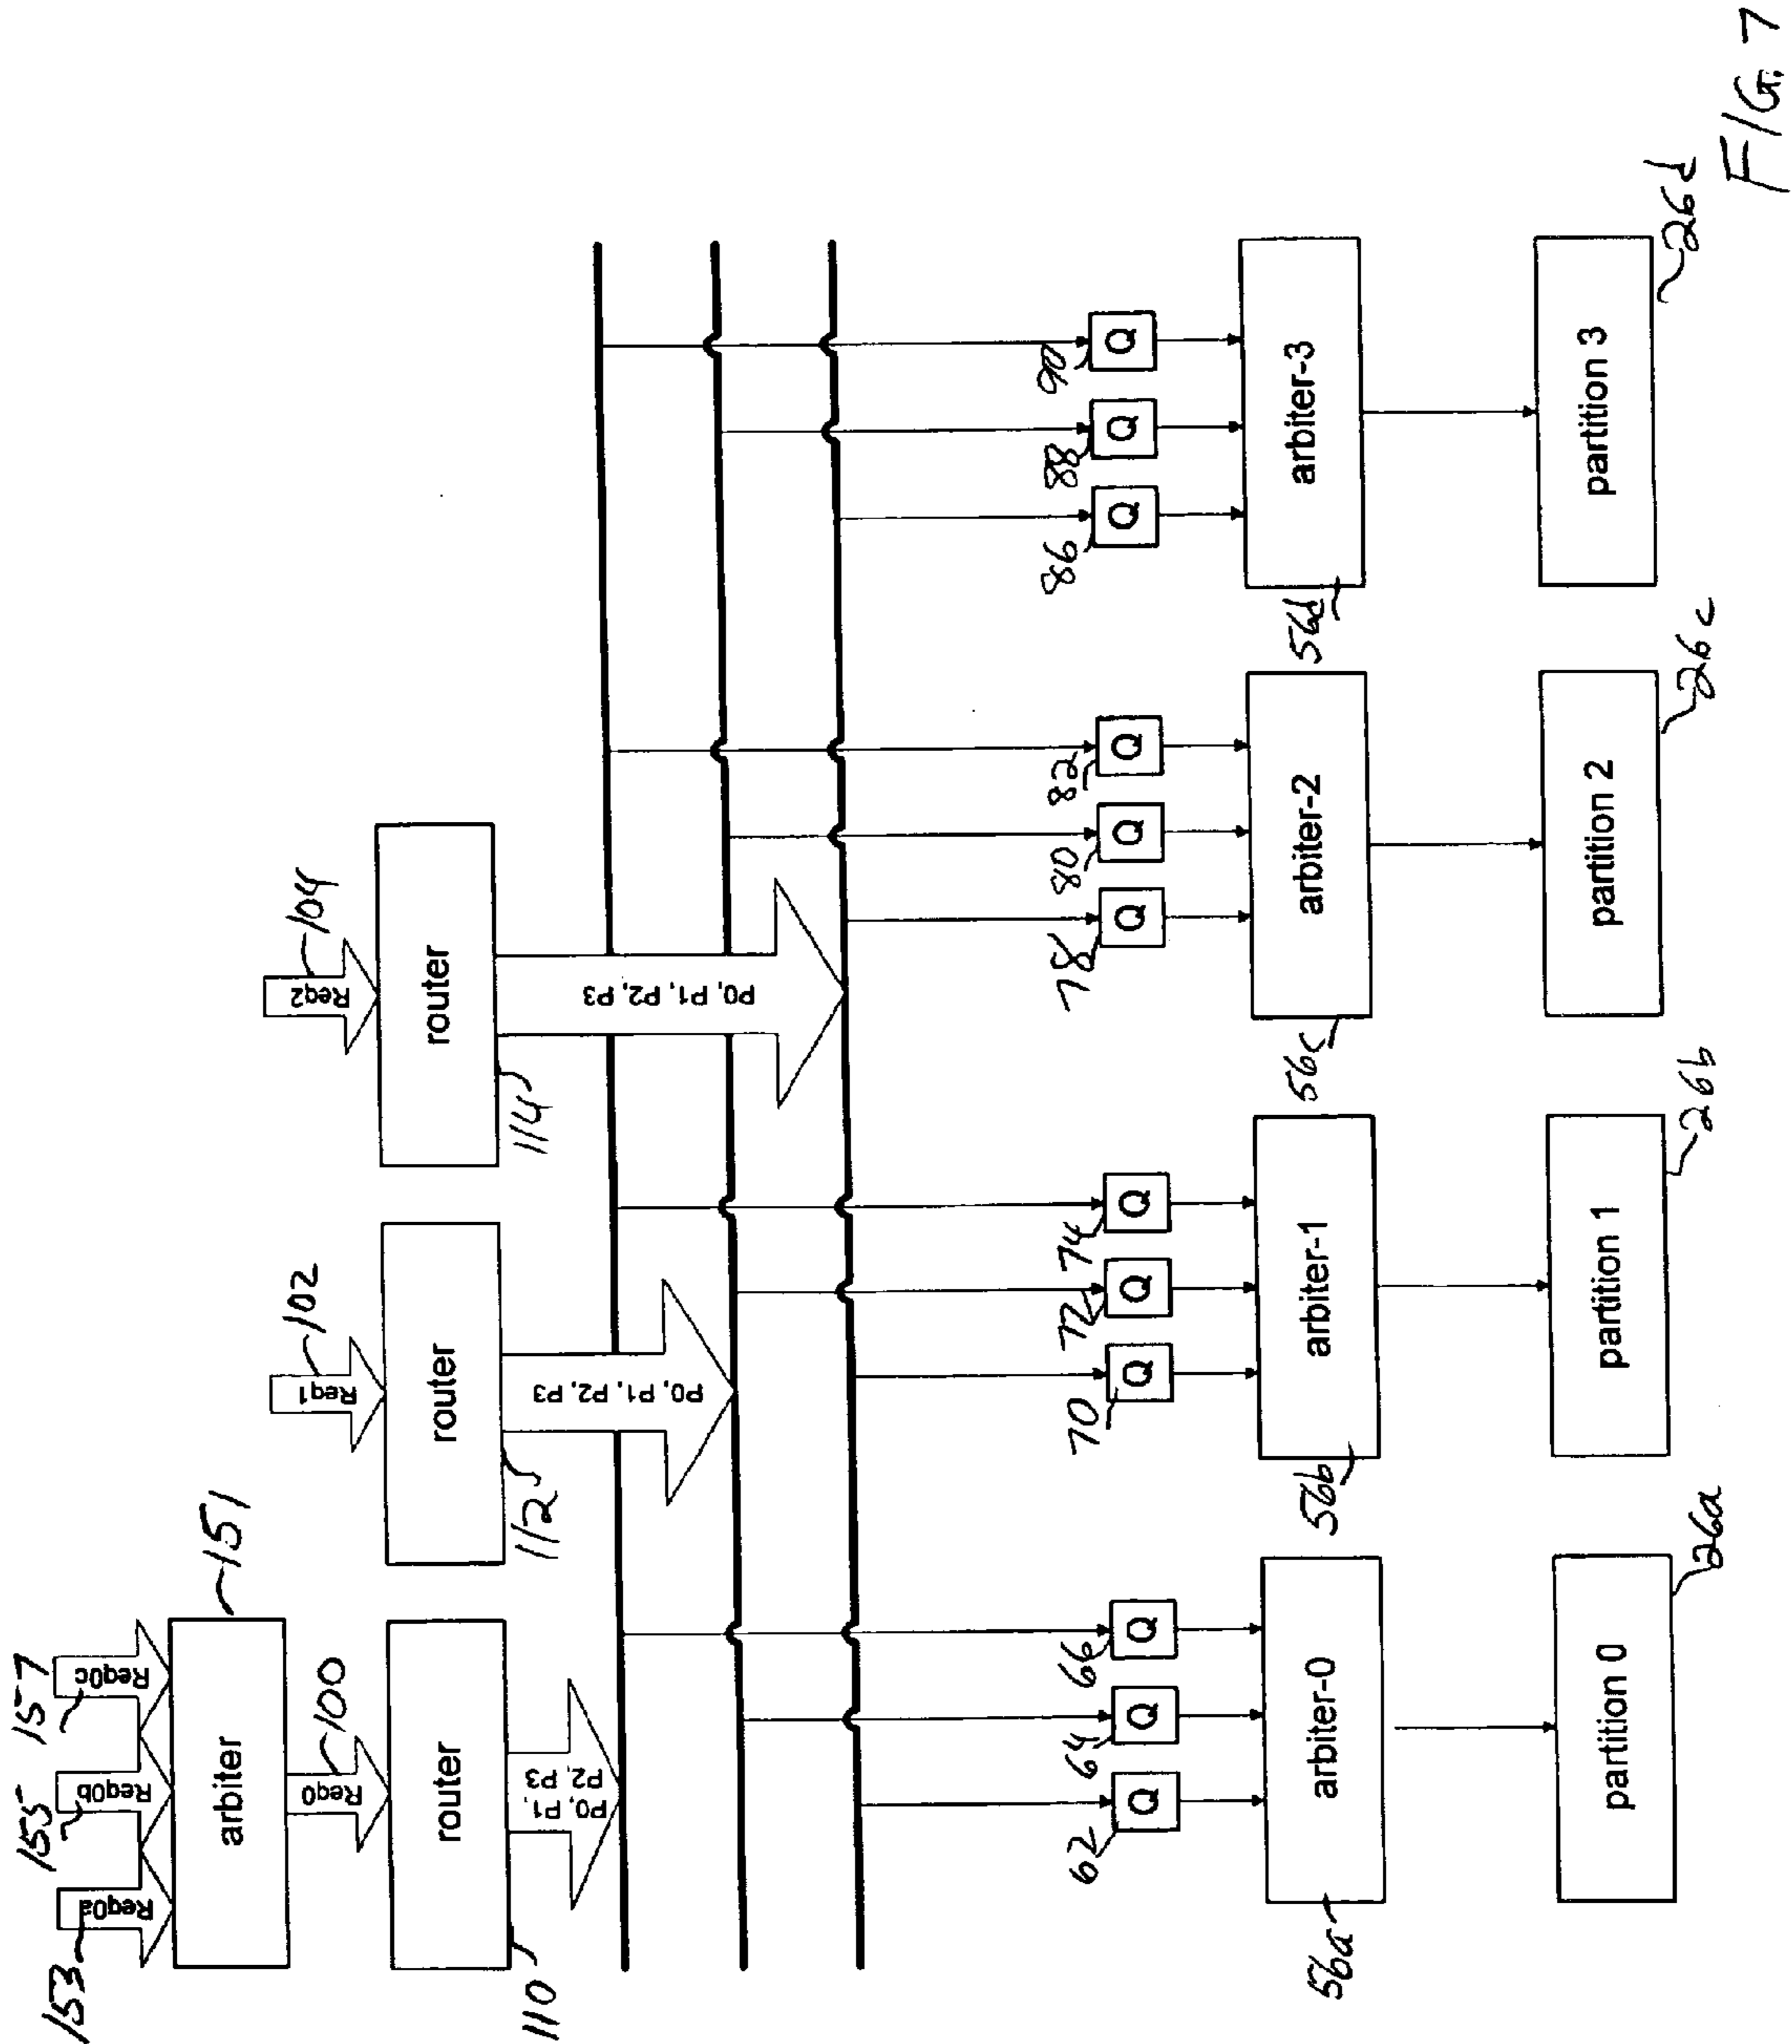 153
155
157
Req0a
Req0b
Req0c
arbiter
151
Req0
100
Req1
102
Req2
104
router
110
router
112
router
114
P0, P1,
P2, P3
P0, P1, P2, P3
P0, P1, P2, P3
62
64
66
70
72
74
78
80
82
86
88
90
Q
Q
Q
Q
Q
Q
Q
Q
Q
Q
Q
Q
56a
arbiter-0
56b
arbiter-1
56c
arbiter-2
56d
arbiter-3
partition 0
26a
partition 1
26b
partition 2
26c
partition 3
26d
FIG. 7